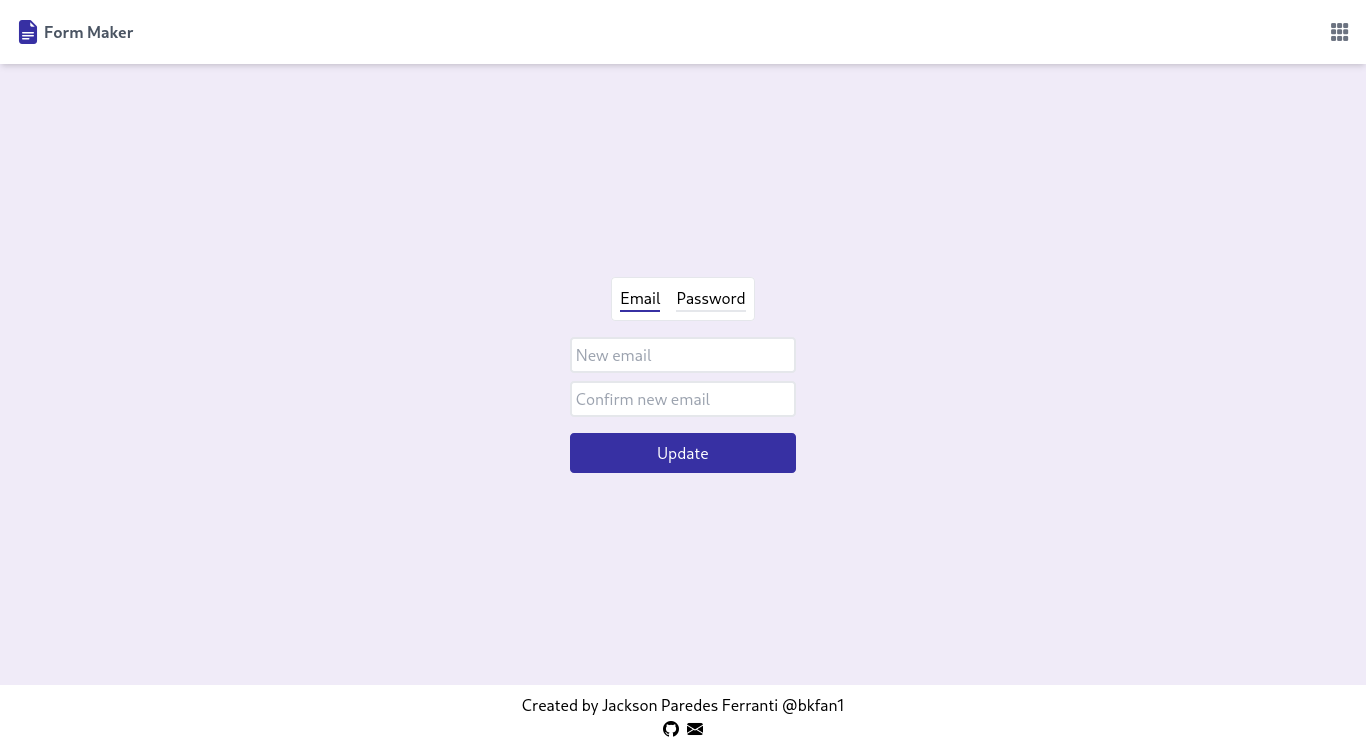 Form Maker
Email Password
New email
Confirm new email
Update
Created by Jackson Paredes Ferranti @bkfan1